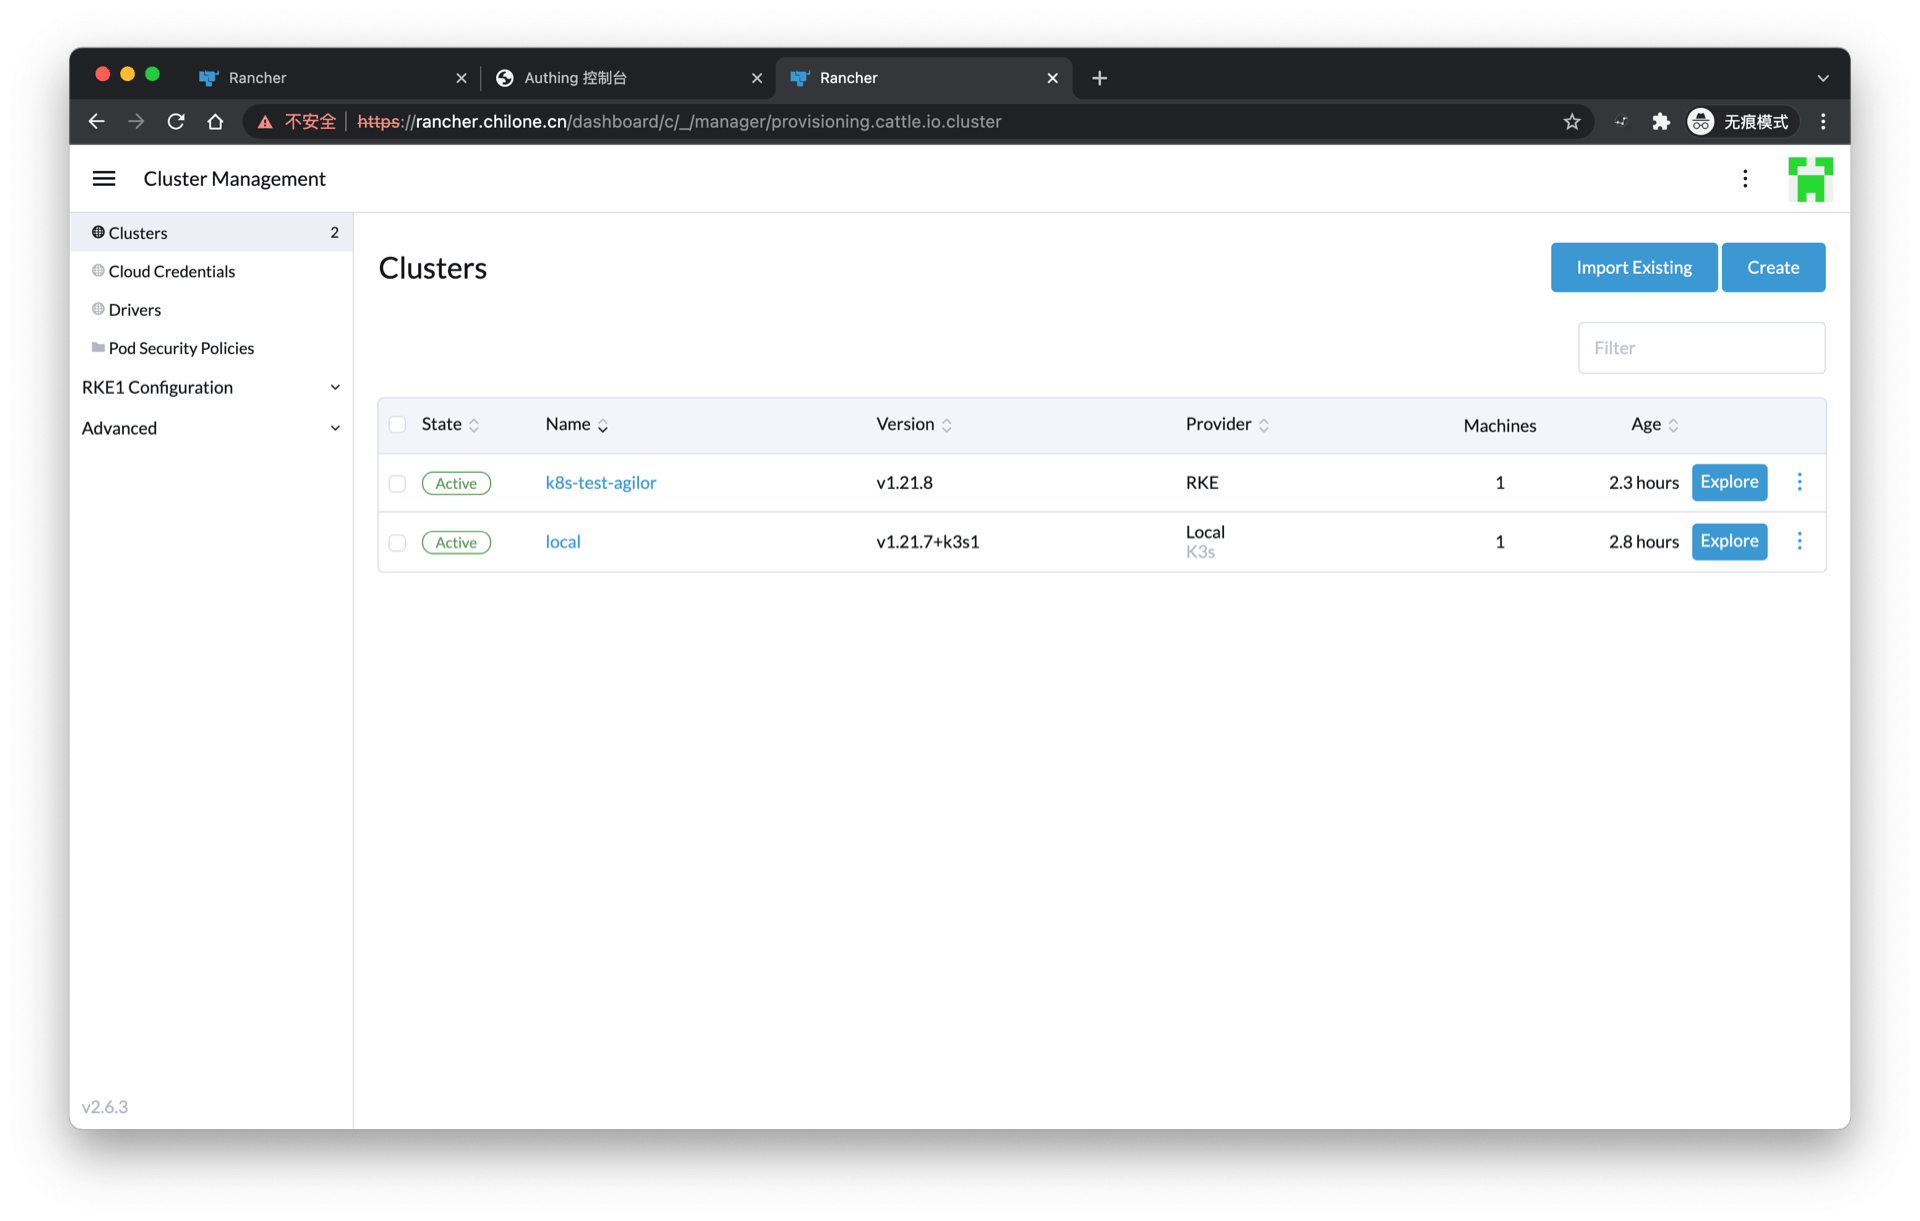 Rancher
Authing 控制台
Rancher
不安全 https://rancher.chilone.cn/dashboard/c/_/manager/provisioning.cattle.io.cluster
无痕模式
Cluster Management
Clusters 2
Cloud Credentials
Drivers
Pod Security Policies
RKE1 Configuration
Advanced
v2.6.3
Clusters
Import Existing
Create
Filter
State Name Version Provider Machines Age
Active k8s-test-agilor v1.21.8 RKE 1 2.3 hours Explore
Active local v1.21.7+k3s1 Local 1 2.8 hours Explore
K3s